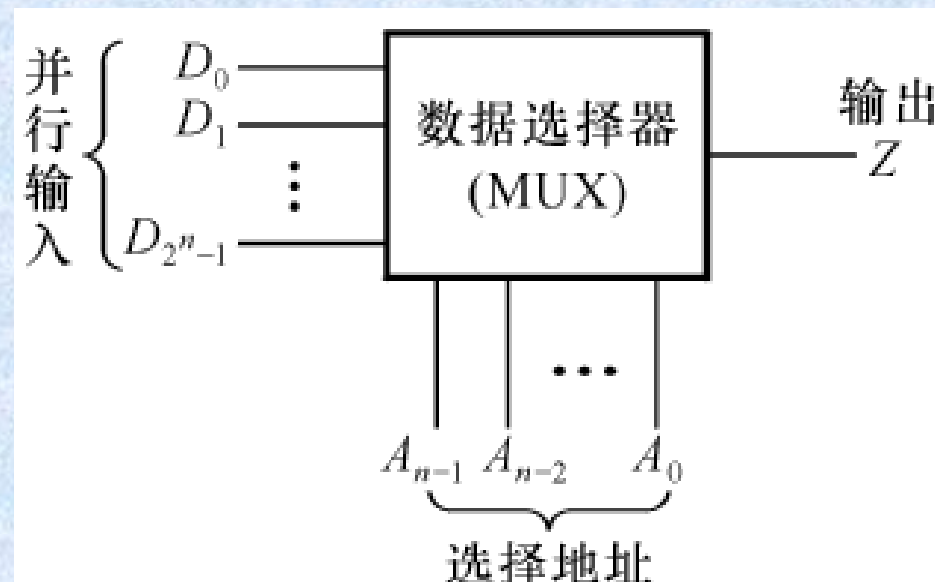 并行输入
D₀
D₁
⋮
D₂ⁿ₋₁
数据选择器
(MUX)
输出
Z
Aₙ₋₁ Aₙ₋₂ ⋯ A₀
选择地址